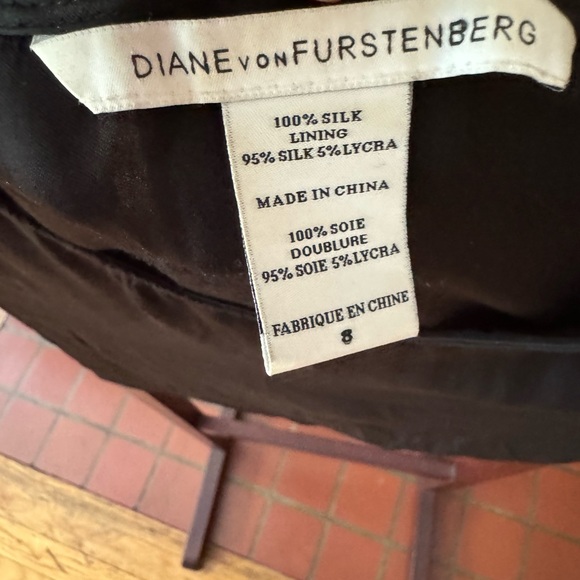 DIANE VON FURSTENBERG
100% SILK
LINING
95% SILK 5% LYCRA
MADE IN CHINA
100% SOIE
DOUBLURE
95% SOIE 5% LYCRA
FABRIQUE EN CHINE
8